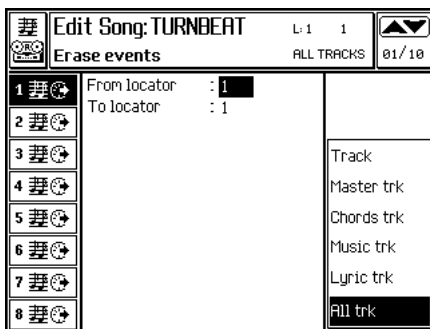 Edit Song: TURNBEAT
L: 1 1
Erase events
ALL TRACKS
01/10
From locator : 1
To locator : 1
1
2
3
4
5
6
7
8
Track
Master trk
Chords trk
Music trk
Lyric trk
All trk